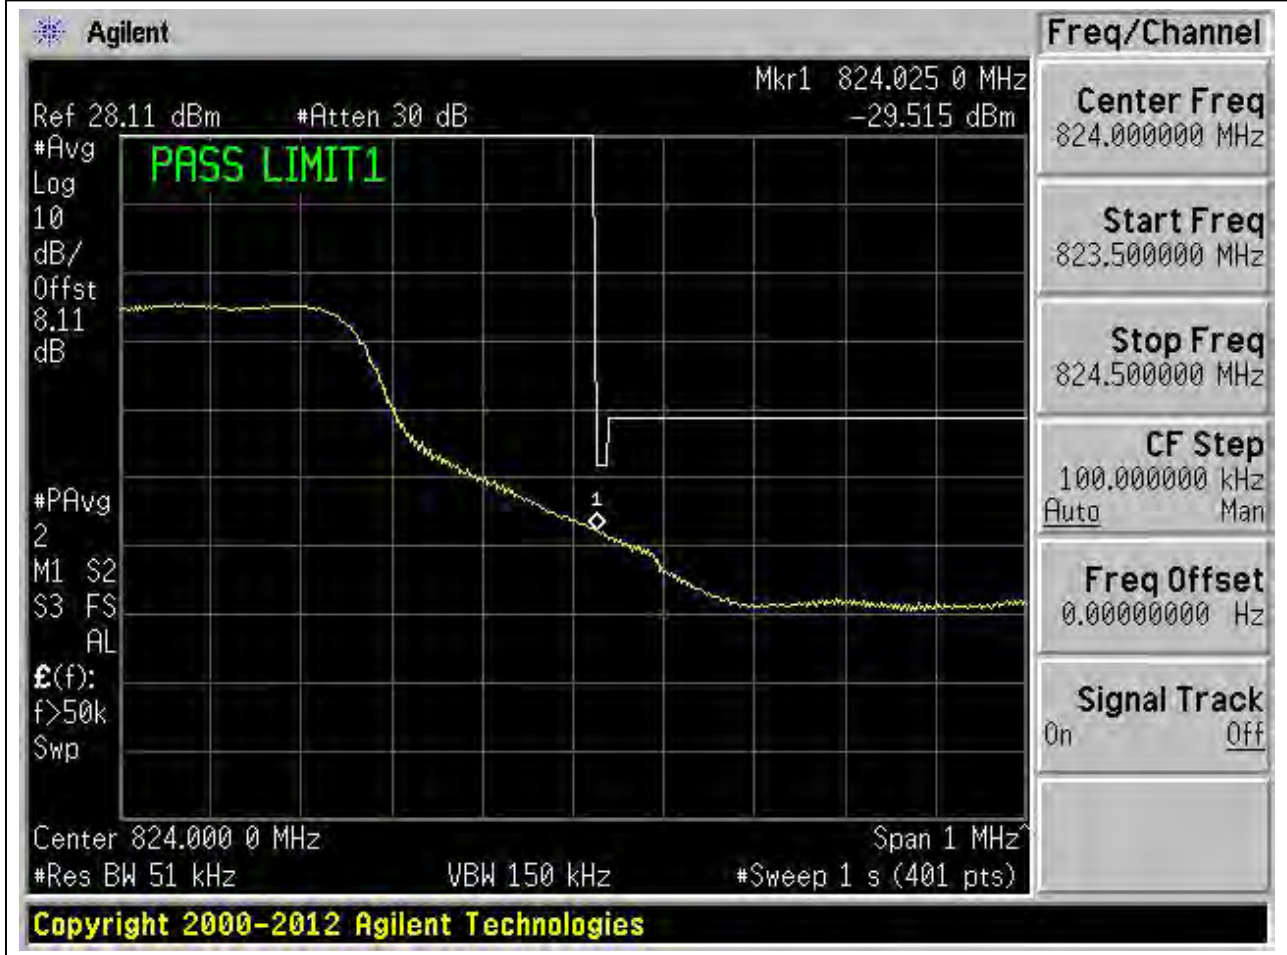 Agilent
Freq/Channel
Mkr1 824.025 0 MHz
Ref 28.11 dBm #Atten 30 dB -29.515 dBm
#Avg
Log
10
dB/
Offst
8.11
dB
PASS LIMIT1
1
#PAvg
2
M1 S2
S3 FS
AL
£(f):
f>50k
Swp
Center 824.000 0 MHz Span 1 MHz^
#Res BW 51 kHz VBW 150 kHz #Sweep 1 s (401 pts)
Center Freq
824.000000 MHz
Start Freq
823.500000 MHz
Stop Freq
824.500000 MHz
CF Step
100.000000 kHz
Auto Man
Freq Offset
0.00000000 Hz
Signal Track
On Off
Copyright 2000-2012 Agilent Technologies